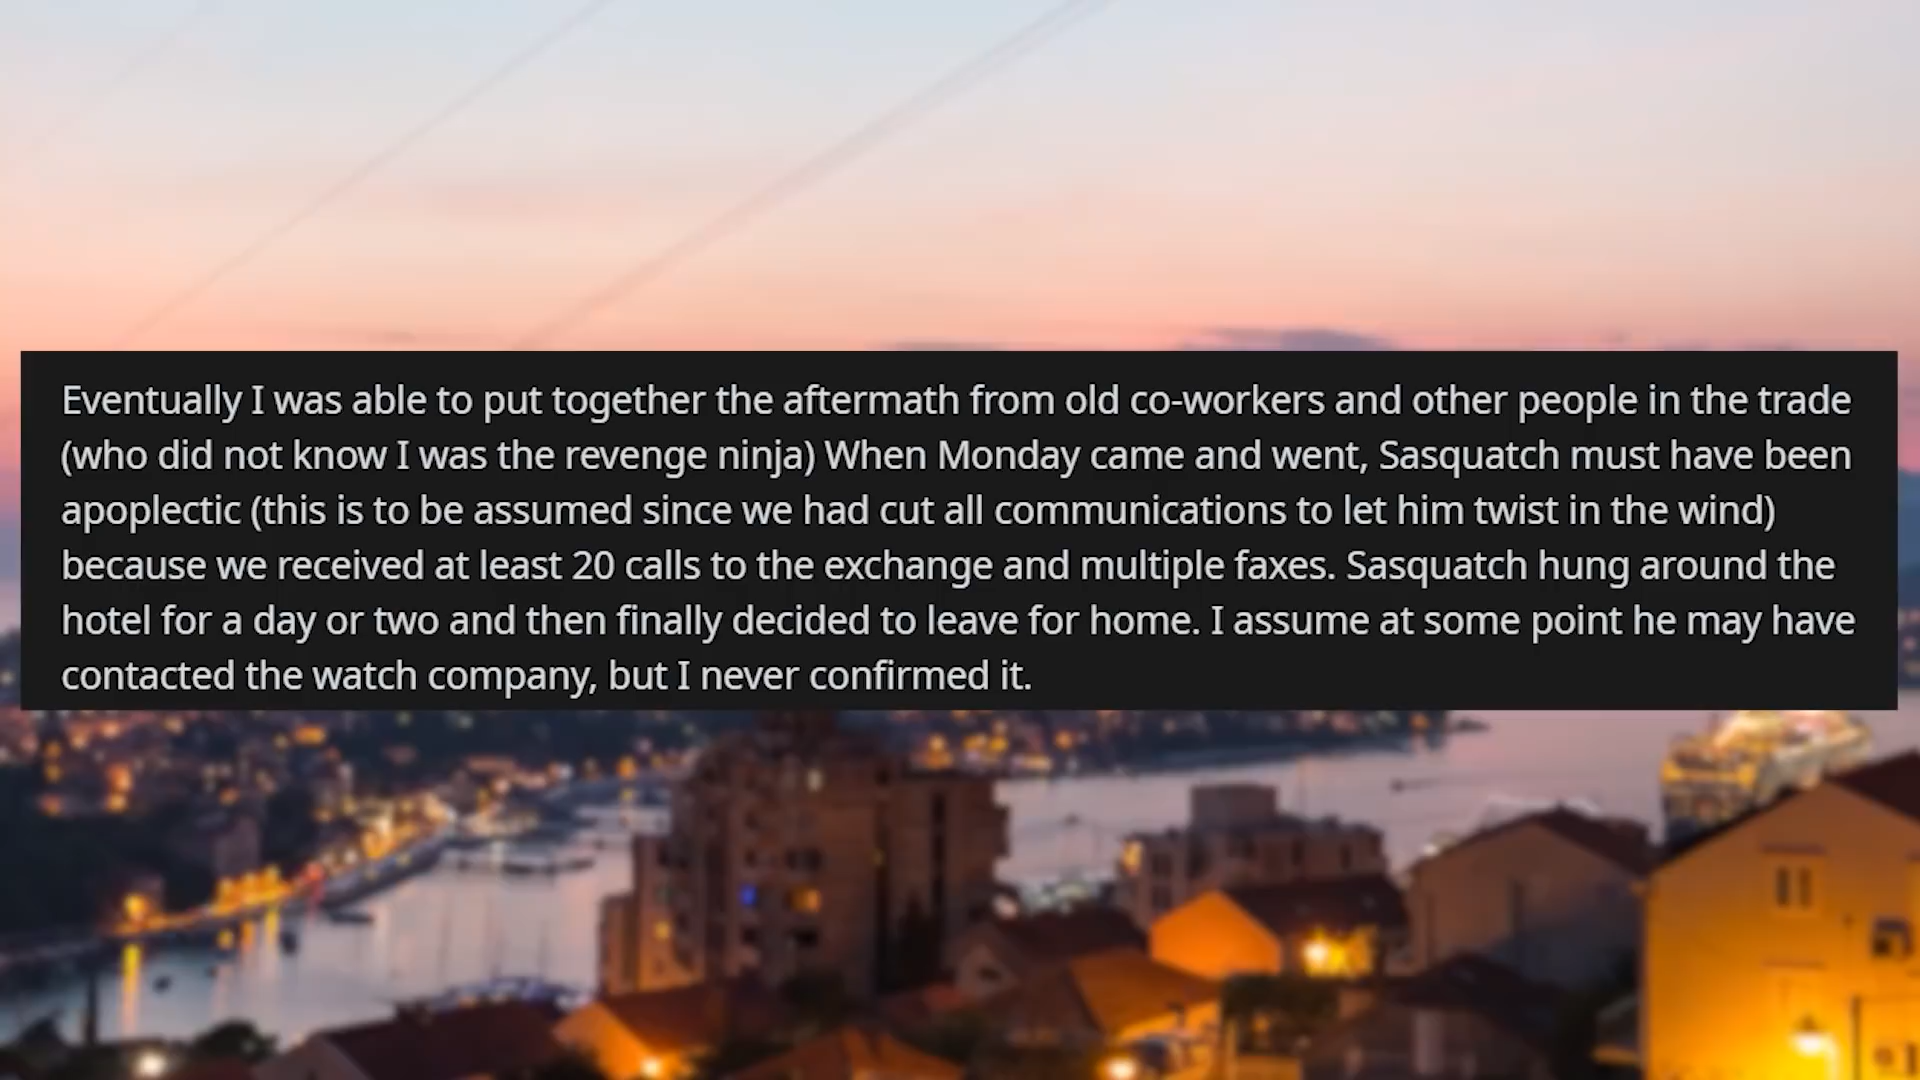 Eventually I was able to put together the aftermath from old co-workers and other people in the trade
(who did not know I was the revenge ninja) When Monday came and went, Sasquatch must have been
apoplectic (this is to be assumed since we had cut all communications to let him twist in the wind)
because we received at least 20 calls to the exchange and multiple faxes. Sasquatch hung around the
hotel for a day or two and then finally decided to leave for home. I assume at some point he may have
contacted the watch company, but I never confirmed it.